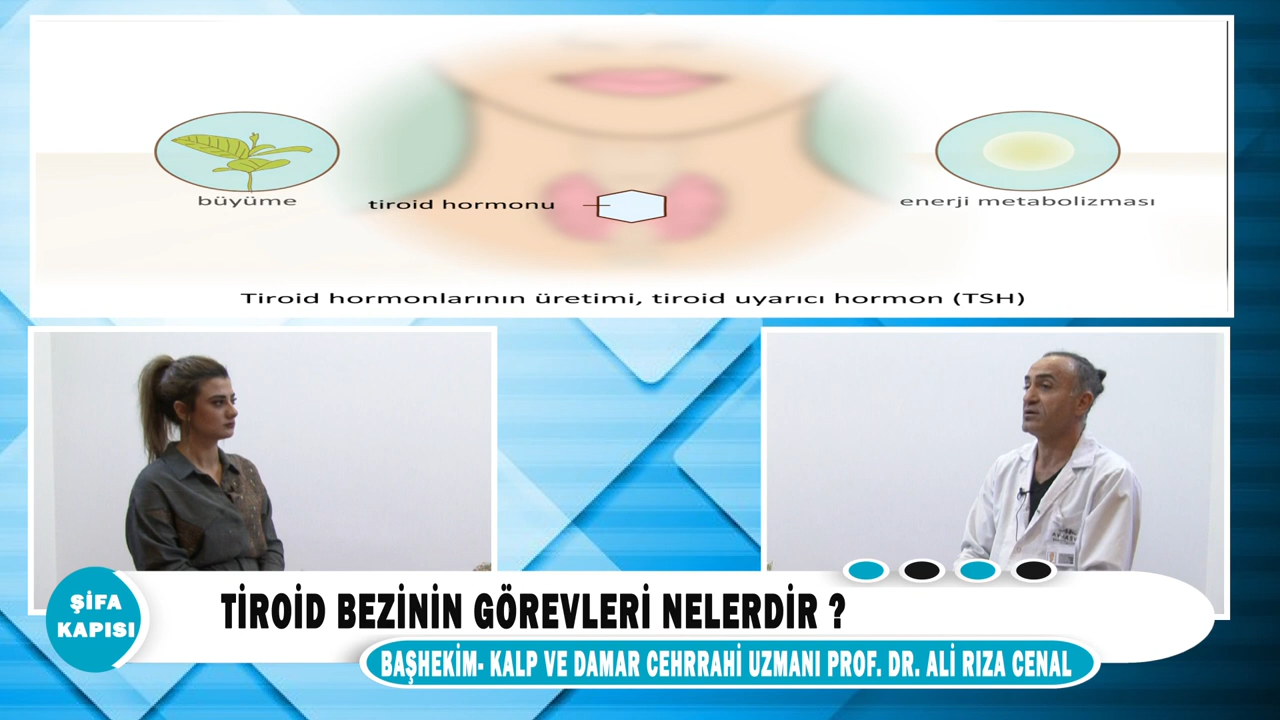 büyüme
tiroid hormonu
enerji metabolizması
Tiroid hormonlarının üretimi, tiroid uyarıcı hormon (TSH)
ŞİFA
KAPISI
TİROİD BEZİNİN GÖREVLERİ NELERDİR ?
BAŞHEKİM- KALP VE DAMAR CEHRRAHİ UZMANI PROF. DR. ALİ RIZA CENAL